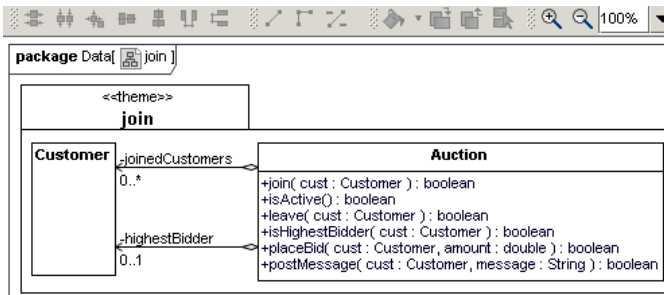 100%
package Data[ join ]
<<theme>>
join
Customer
-joinedCustomers
0..*
-highestBidder
0..1
Auction
+join( cust : Customer ) : boolean
+isActive() : boolean
+leave( cust : Customer ) : boolean
+isHighestBidder( cust : Customer ) : boolean
+placeBid( cust : Customer, amount : double ) : boolean
+postMessage( cust : Customer, message : String ) : boolean